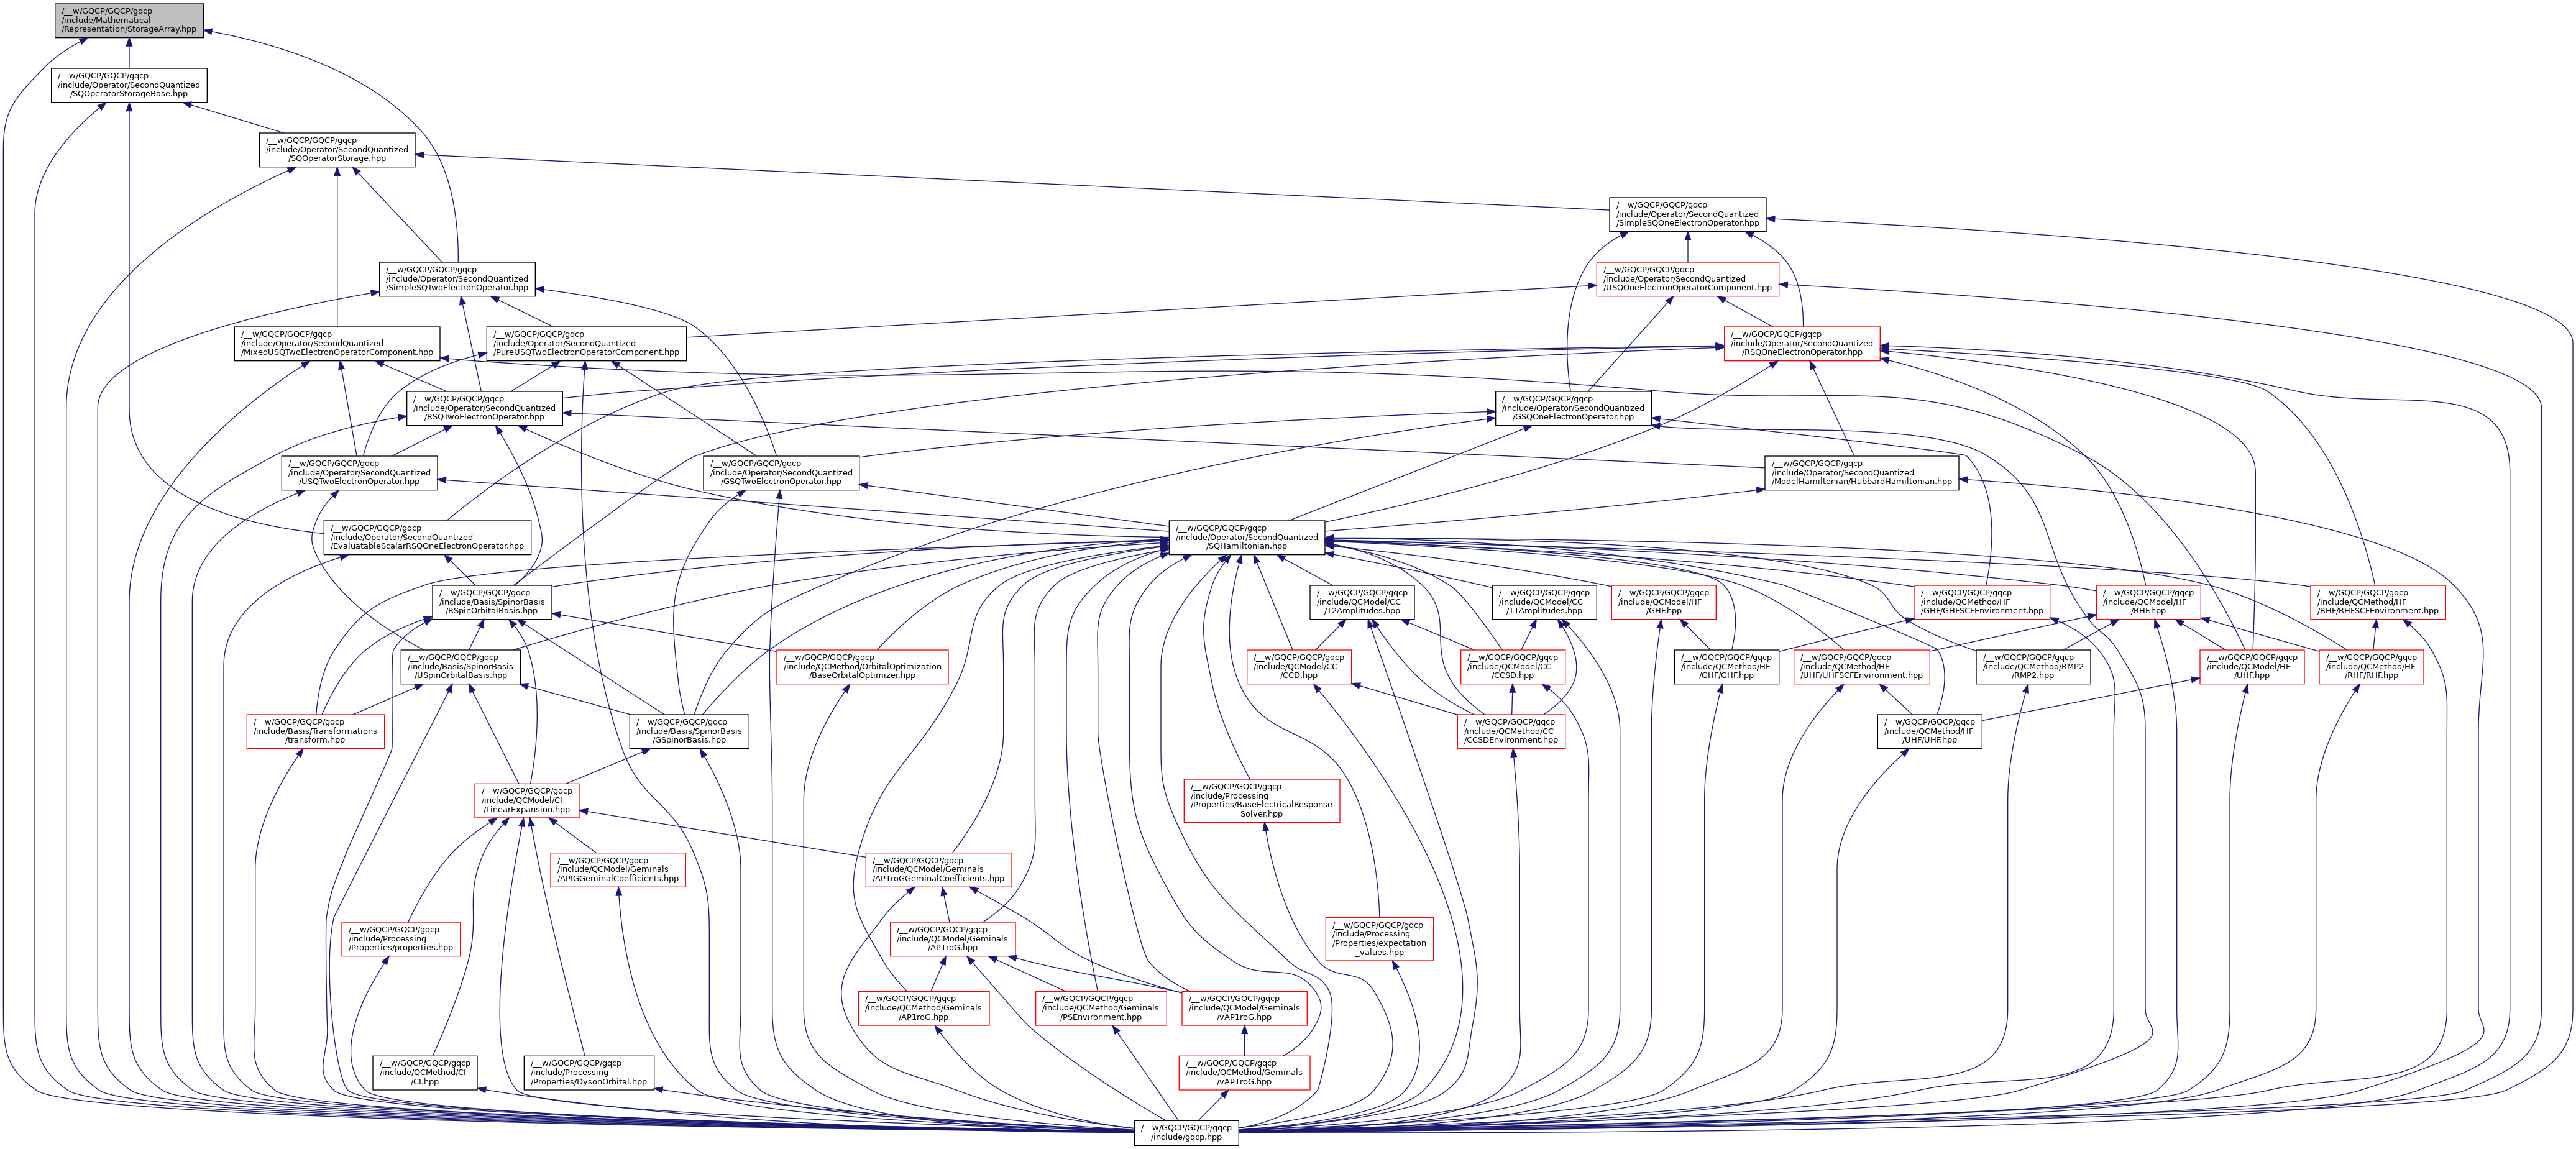 /__w/GQCP/GQCP/gqcp
/include/Mathematical
/Representation/StorageArray.hpp
/__w/GQCP/GQCP/gqcp
/include/Operator/SecondQuantized
/SQOperatorStorageBase.hpp
/__w/GQCP/GQCP/gqcp
/include/Operator/SecondQuantized
/SQOperatorStorage.hpp
/__w/GQCP/GQCP/gqcp
/include/Operator/SecondQuantized
/SimpleSQOneElectronOperator.hpp
/__w/GQCP/GQCP/gqcp
/include/Operator/SecondQuantized
/SimpleSQTwoElectronOperator.hpp
/__w/GQCP/GQCP/gqcp
/include/Operator/SecondQuantized
/USQOneElectronOperatorComponent.hpp
/__w/GQCP/GQCP/gqcp
/include/Operator/SecondQuantized
/MixedUSQTwoElectronOperatorComponent.hpp
/__w/GQCP/GQCP/gqcp
/include/Operator/SecondQuantized
/PureUSQTwoElectronOperatorComponent.hpp
/__w/GQCP/GQCP/gqcp
/include/Operator/SecondQuantized
/RSQOneElectronOperator.hpp
/__w/GQCP/GQCP/gqcp
/include/Operator/SecondQuantized
/RSQTwoElectronOperator.hpp
/__w/GQCP/GQCP/gqcp
/include/Operator/SecondQuantized
/GSQOneElectronOperator.hpp
/__w/GQCP/GQCP/gqcp
/include/Operator/SecondQuantized
/USQTwoElectronOperator.hpp
/__w/GQCP/GQCP/gqcp
/include/Operator/SecondQuantized
/GSQTwoElectronOperator.hpp
/__w/GQCP/GQCP/gqcp
/include/Operator/SecondQuantized
/ModelHamiltonian/HubbardHamiltonian.hpp
/__w/GQCP/GQCP/gqcp
/include/Operator/SecondQuantized
/EvaluatableScalarRSQOneElectronOperator.hpp
/__w/GQCP/GQCP/gqcp
/include/Operator/SecondQuantized
/SQHamiltonian.hpp
/__w/GQCP/GQCP/gqcp
/include/Basis/SpinorBasis
/RSpinOrbitalBasis.hpp
/__w/GQCP/GQCP/gqcp
/include/QCModel/CC
/T2Amplitudes.hpp
/__w/GQCP/GQCP/gqcp
/include/QCModel/CC
/T1Amplitudes.hpp
/__w/GQCP/GQCP/gqcp
/include/QCModel/HF
/GHF.hpp
/__w/GQCP/GQCP/gqcp
/include/QCMethod/HF
/GHF/GHFSCFEnvironment.hpp
/__w/GQCP/GQCP/gqcp
/include/QCModel/HF
/RHF.hpp
/__w/GQCP/GQCP/gqcp
/include/QCMethod/HF
/RHF/RHFSCFEnvironment.hpp
/__w/GQCP/GQCP/gqcp
/include/Basis/SpinorBasis
/USpinOrbitalBasis.hpp
/__w/GQCP/GQCP/gqcp
/include/QCMethod/OrbitalOptimization
/BaseOrbitalOptimizer.hpp
/__w/GQCP/GQCP/gqcp
/include/QCModel/CC
/CCD.hpp
/__w/GQCP/GQCP/gqcp
/include/QCModel/CC
/CCSD.hpp
/__w/GQCP/GQCP/gqcp
/include/QCMethod/HF
/GHF/GHF.hpp
/__w/GQCP/GQCP/gqcp
/include/QCMethod/HF
/UHF/UHFSCFEnvironment.hpp
/__w/GQCP/GQCP/gqcp
/include/QCMethod/RMP2
/RMP2.hpp
/__w/GQCP/GQCP/gqcp
/include/QCModel/HF
/UHF.hpp
/__w/GQCP/GQCP/gqcp
/include/QCMethod/HF
/RHF/RHF.hpp
/__w/GQCP/GQCP/gqcp
/include/Basis/Transformations
/transform.hpp
/__w/GQCP/GQCP/gqcp
/include/Basis/SpinorBasis
/GSpinorBasis.hpp
/__w/GQCP/GQCP/gqcp
/include/QCMethod/CC
/CCSDEnvironment.hpp
/__w/GQCP/GQCP/gqcp
/include/QCMethod/HF
/UHF/UHF.hpp
/__w/GQCP/GQCP/gqcp
/include/QCModel/CI
/LinearExpansion.hpp
/__w/GQCP/GQCP/gqcp
/include/Processing
/Properties/BaseElectricalResponse
Solver.hpp
/__w/GQCP/GQCP/gqcp
/include/QCModel/Geminals
/APIGGeminalCoefficients.hpp
/__w/GQCP/GQCP/gqcp
/include/QCModel/Geminals
/AP1roGGeminalCoefficients.hpp
/__w/GQCP/GQCP/gqcp
/include/Processing
/Properties/properties.hpp
/__w/GQCP/GQCP/gqcp
/include/QCModel/Geminals
/AP1roG.hpp
/__w/GQCP/GQCP/gqcp
/include/Processing
/Properties/expectation
_values.hpp
/__w/GQCP/GQCP/gqcp
/include/QCMethod/Geminals
/AP1roG.hpp
/__w/GQCP/GQCP/gqcp
/include/QCMethod/Geminals
/PSEnvironment.hpp
/__w/GQCP/GQCP/gqcp
/include/QCModel/Geminals
/vAP1roG.hpp
/__w/GQCP/GQCP/gqcp
/include/QCMethod/CI
/CI.hpp
/__w/GQCP/GQCP/gqcp
/include/Processing
/Properties/DysonOrbital.hpp
/__w/GQCP/GQCP/gqcp
/include/QCMethod/Geminals
/vAP1roG.hpp
/__w/GQCP/GQCP/gqcp
/include/gqcp.hpp